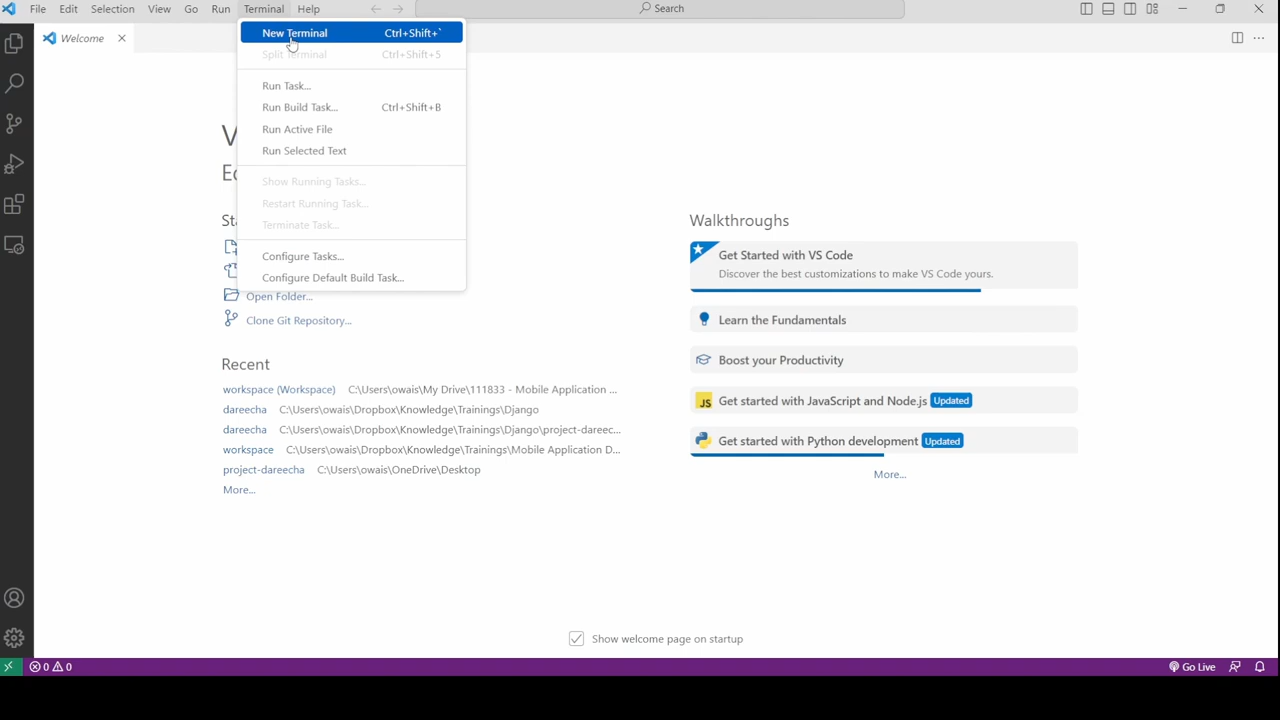 File Edit Selection View Go Run Terminal Help
Search
Welcome
New Terminal Ctrl+Shift+`
Split Terminal Ctrl+Shift+5
Run Task...
Run Build Task... Ctrl+Shift+B
Run Active File
Run Selected Text
Show Running Tasks...
Restart Running Task...
Terminate Task...
Configure Tasks...
Configure Default Build Task...
Open Folder...
Clone Git Repository...
Recent
workspace (Workspace) C:\Users\owais\My Drive\111833 - Mobile Application ...
dareecha C:\Users\owais\Dropbox\Knowledge\Trainings\Django
dareecha C:\Users\owais\Dropbox\Knowledge\Trainings\Django\project-dareec...
workspace C:\Users\owais\Dropbox\Knowledge\Trainings\Mobile Application D...
project-dareecha C:\Users\owais\OneDrive\Desktop
More...
Walkthroughs
Get Started with VS Code
Discover the best customizations to make VS Code yours.
Learn the Fundamentals
Boost your Productivity
JS Get started with JavaScript and Node.js Updated
Get started with Python development Updated
More...
Show welcome page on startup
0 0 Go Live